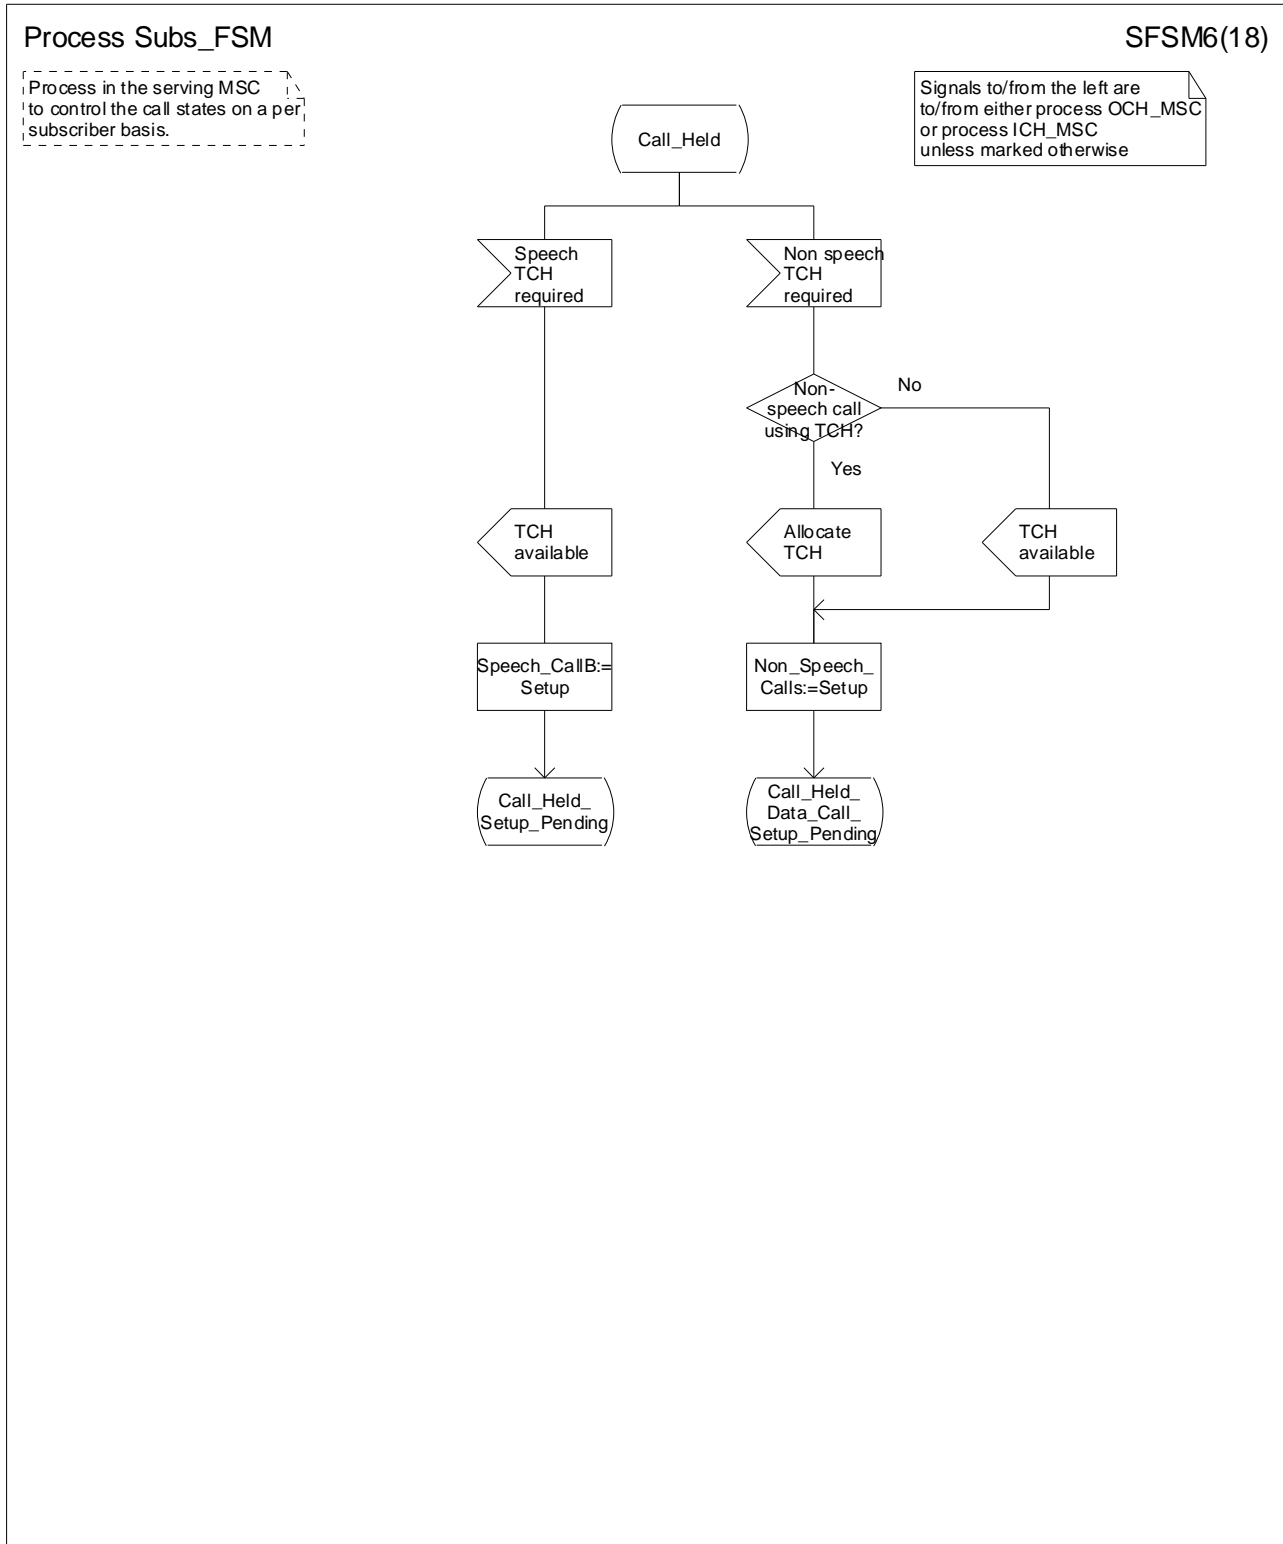 Process Subs_FSM
SFSM6(18)
Process in the serving MSC
to control the call states on a per
subscriber basis.
Signals to/from the left are
to/from either process OCH_MSC
or process ICH_MSC
unless marked otherwise
Call_Held
Speech
TCH
required
Non speech
TCH
required
Non-
speech call
using TCH?
No
Yes
TCH
available
Allocate
TCH
TCH
available
Speech_CallB:=
Setup
Non_Speech_
Calls:=Setup
Call_Held_
Setup_Pending
Call_Held_
Data_Call_
Setup_Pending